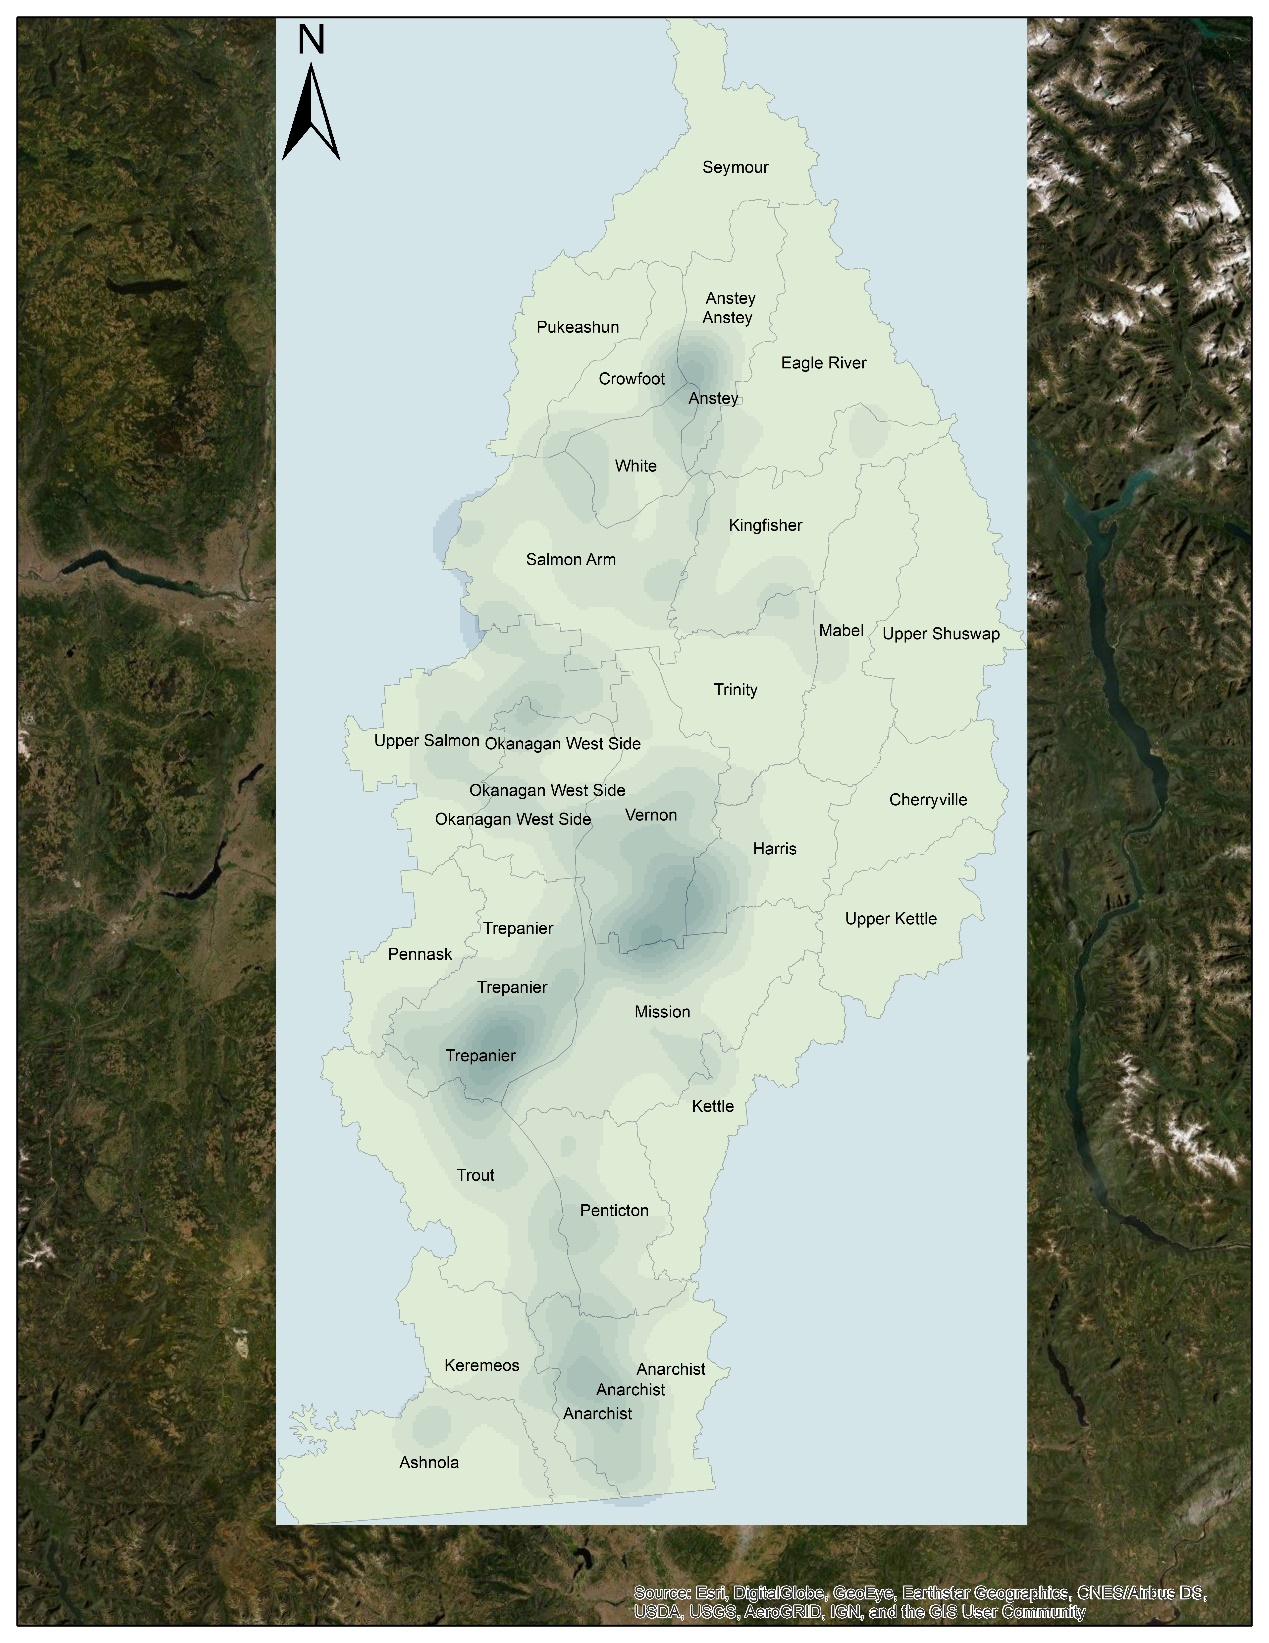 N
Seymour
Anstey
Anstey
Pukeashun
Eagle River
Crowfoot
Anstey
White
Kingfisher
Salmon Arm
Mabel
Upper Shuswap
Trinity
Upper Salmon
Okanagan West Side
Okanagan West Side
Cherryville
Vernon
Okanagan West Side
Harris
Upper Kettle
Trepanier
Pennask
Trepanier
Mission
Trepanier
Kettle
Trout
Penticton
Keremeos
Anarchist
Anarchist
Anarchist
Ashnola
Source: Esri, DigitalGlobe, GeoEye, Earthstar Geographics, CNES/Airbus DS,
USDA, USGS, AeroGRID, IGN, and the GIS User Community